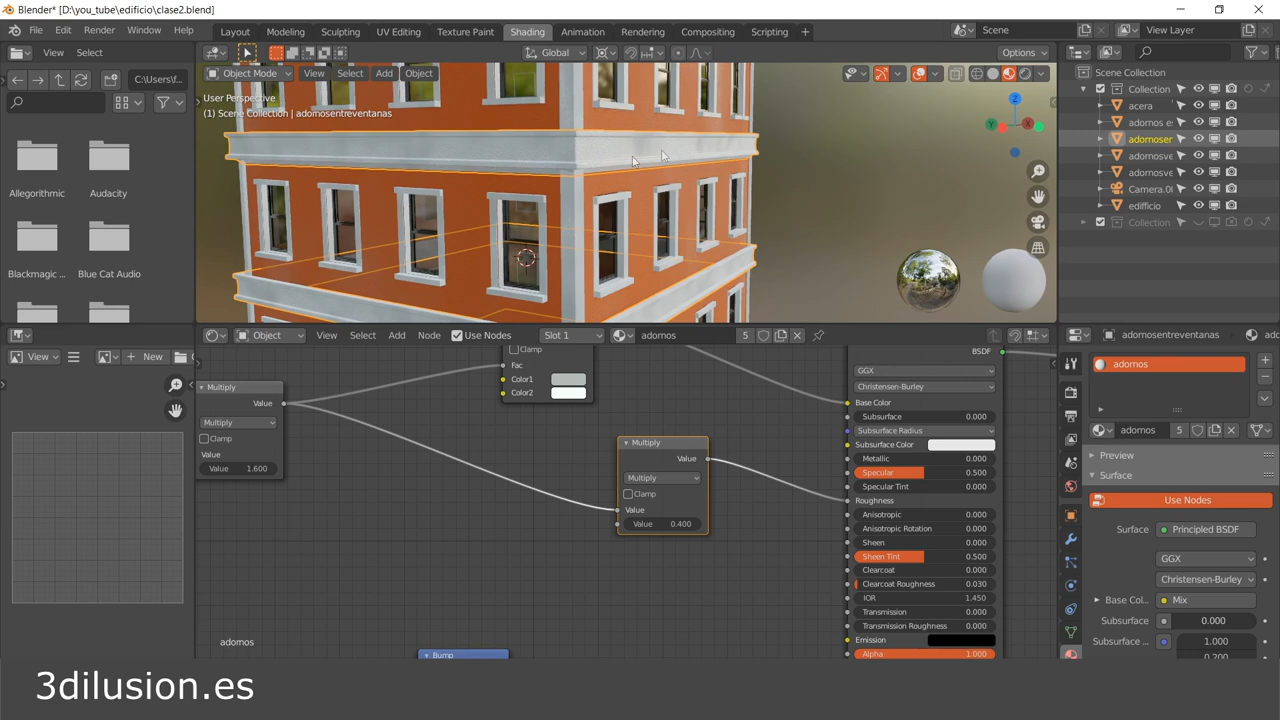 Blender* [D:\you_tube\edificio\clase2.blend]
File Edit Render Window Help Layout Modeling Sculpting UV Editing Texture Paint Shading Animation Rendering Compositing Scripting + Scene View Layer
View Select Global Options
C:\Users\f... Object Mode View Select Add Object Scene Collection
User Perspective Collection
(1) Scene Collection | adornosentreventanas acera
adornos es
adornosen
Allegorithmic Audacity adornosve
adornosve
Camera.00
edifficio
Collection
Blackmagic ... Blue Cat Audio
Z
Y X
View New Object View Select Add Node Use Nodes Slot 1 adornos 5 adornosentreventanas
Clamp BSDF
Fac GGX adornos
Color1 Christensen-Burley
Color2 Base Color
Multiply Subsurface 0.000
Value Subsurface Radius adornos 5
Multiply Subsurface Color
Clamp Metallic 0.000 Preview
Value Specular 0.500 Surface
Value 1.600 Specular Tint 0.000 Use Nodes
Multiply Roughness
Value Anisotropic 0.000 Surface Principled BSDF
Multiply Anisotropic Rotation 0.000
Clamp Sheen 0.000 GGX
Value Sheen Tint 0.500 Christensen-Burley
Value 0.400 Clearcoat 0.000
Clearcoat Roughness 0.030 Base Col... Mix
IOR 1.450
Transmission 0.000 Subsurface 0.000
Transmission Roughness 0.000
adornos Emission Subsurface ... 1.000
Bump Alpha 1.000 0.200
3dilusion.es